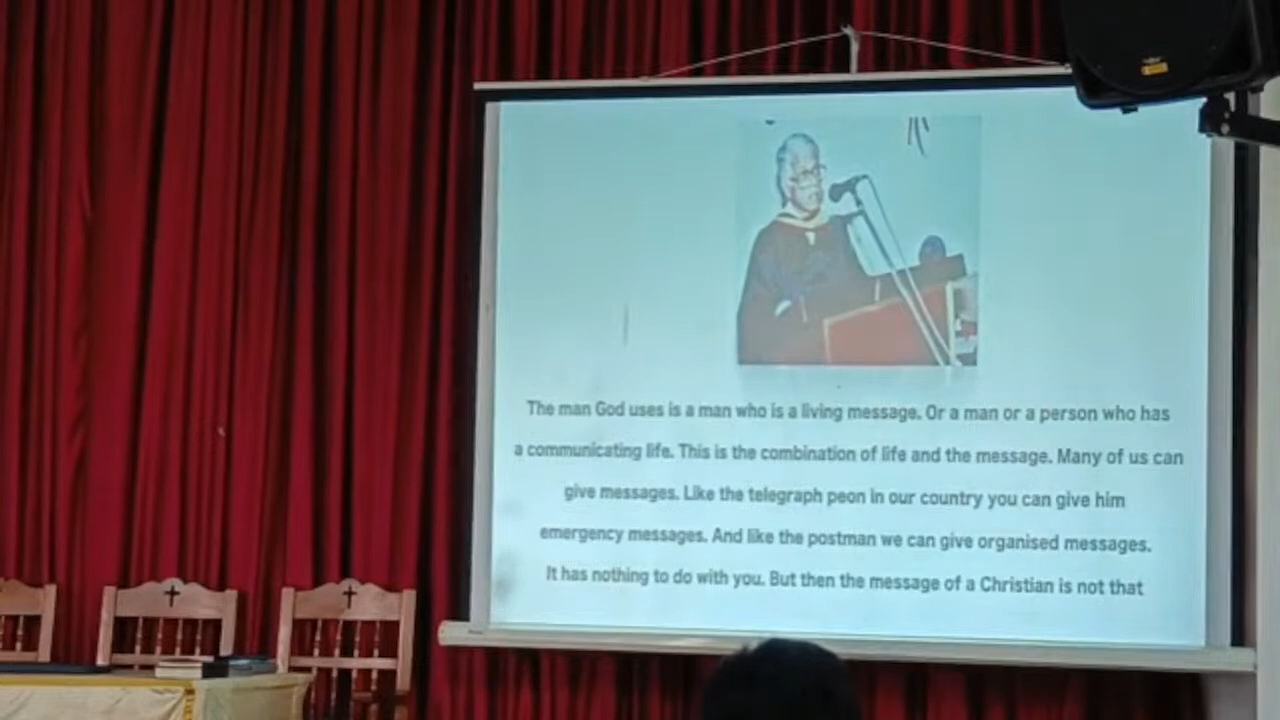 The man God uses is a man who is a living message. Or a man or a person who has
a communicating life. This is the combination of life and the message. Many of us can
give messages. Like the telegraph peon in our country you can give him
emergency messages. And like the postman we can give organised messages.
It has nothing to do with you. But then the message of a Christian is not that